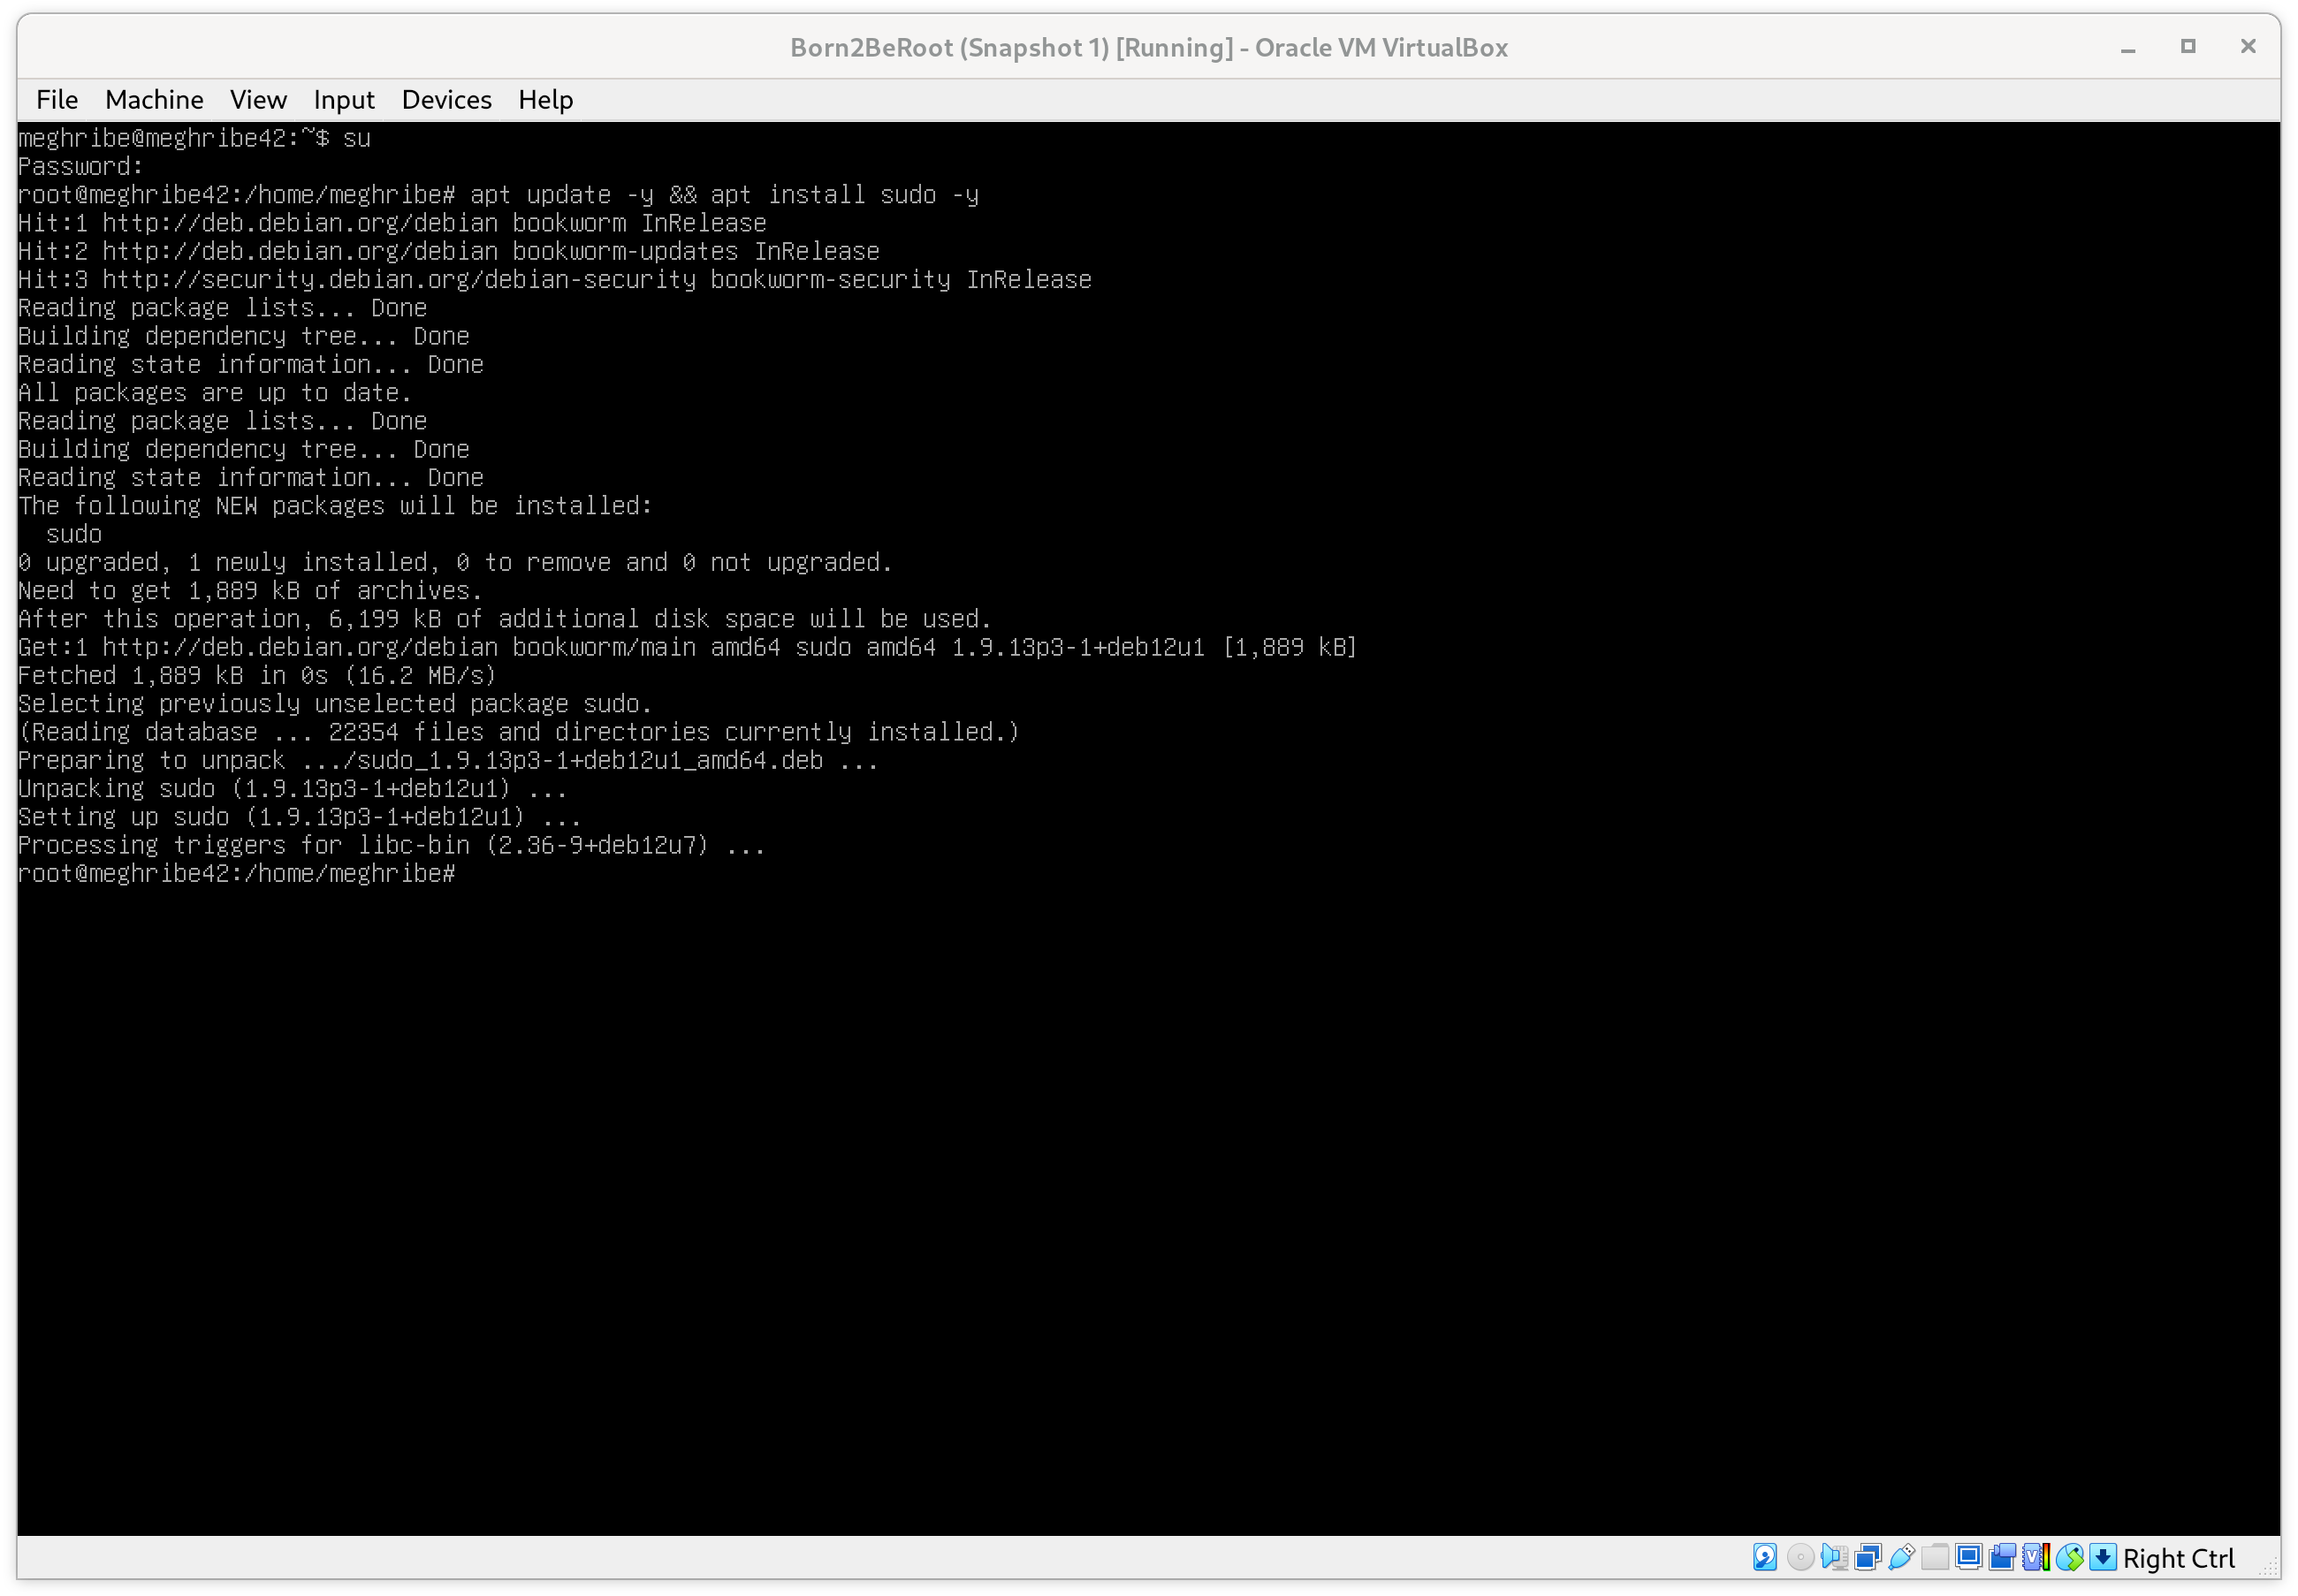 Born2BeRoot (Snapshot 1) [Running] - Oracle VM VirtualBox
File Machine View Input Devices Help
meghribe@meghribe42:~$ su
Password:
root@meghribe42:/home/meghribe# apt update -y && apt install sudo -y
Hit:1 http://deb.debian.org/debian bookworm InRelease
Hit:2 http://deb.debian.org/debian bookworm-updates InRelease
Hit:3 http://security.debian.org/debian-security bookworm-security InRelease
Reading package lists... Done
Building dependency tree... Done
Reading state information... Done
All packages are up to date.
Reading package lists... Done
Building dependency tree... Done
Reading state information... Done
The following NEW packages will be installed:
  sudo
0 upgraded, 1 newly installed, 0 to remove and 0 not upgraded.
Need to get 1,889 kB of archives.
After this operation, 6,199 kB of additional disk space will be used.
Get:1 http://deb.debian.org/debian bookworm/main amd64 sudo amd64 1.9.13p3-1+deb12u1 [1,889 kB]
Fetched 1,889 kB in 0s (16.2 MB/s)
Selecting previously unselected package sudo.
(Reading database ... 22354 files and directories currently installed.)
Preparing to unpack .../sudo_1.9.13p3-1+deb12u1_amd64.deb ...
Unpacking sudo (1.9.13p3-1+deb12u1) ...
Setting up sudo (1.9.13p3-1+deb12u1) ...
Processing triggers for libc-bin (2.36-9+deb12u7) ...
root@meghribe42:/home/meghribe#
Right Ctrl